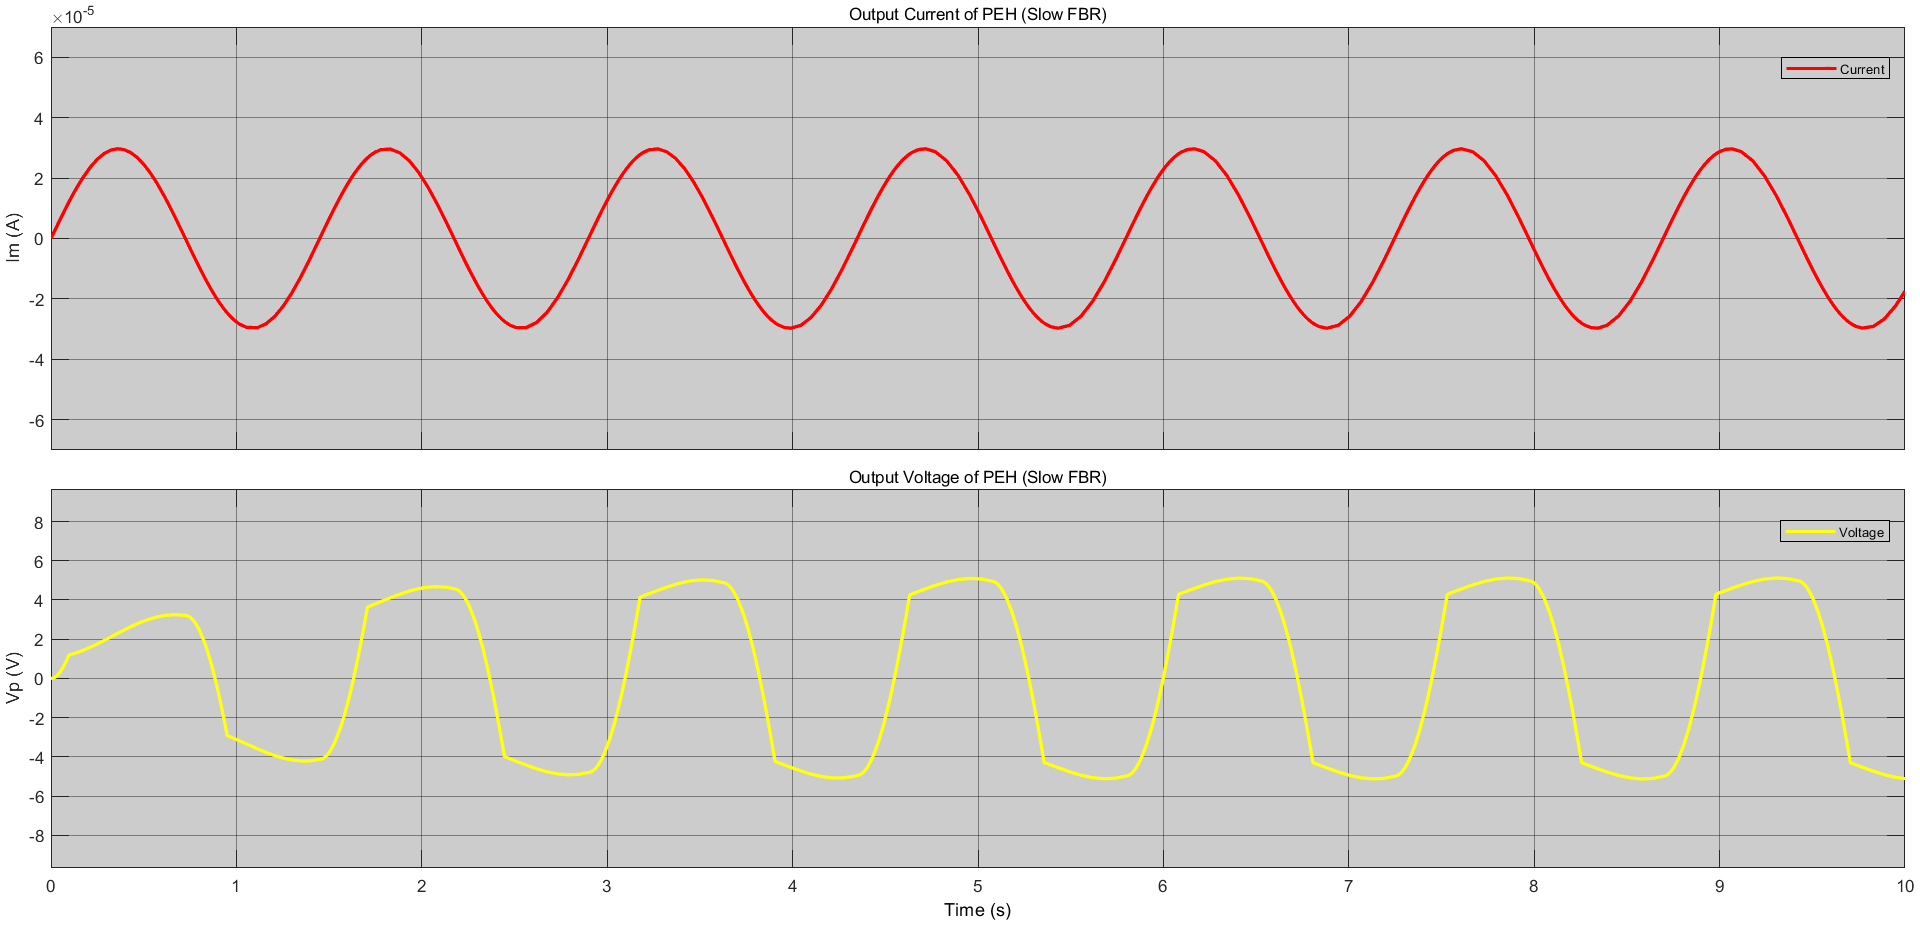 ×10-5
Output Current of PEH (Slow FBR)
6
4
2
0
-2
-4
-6
Im (A)
Current
Output Voltage of PEH (Slow FBR)
8
6
4
2
0
-2
-4
-6
-8
Vp (V)
Voltage
0 1 2 3 4 5 6 7 8 9 10
Time (s)